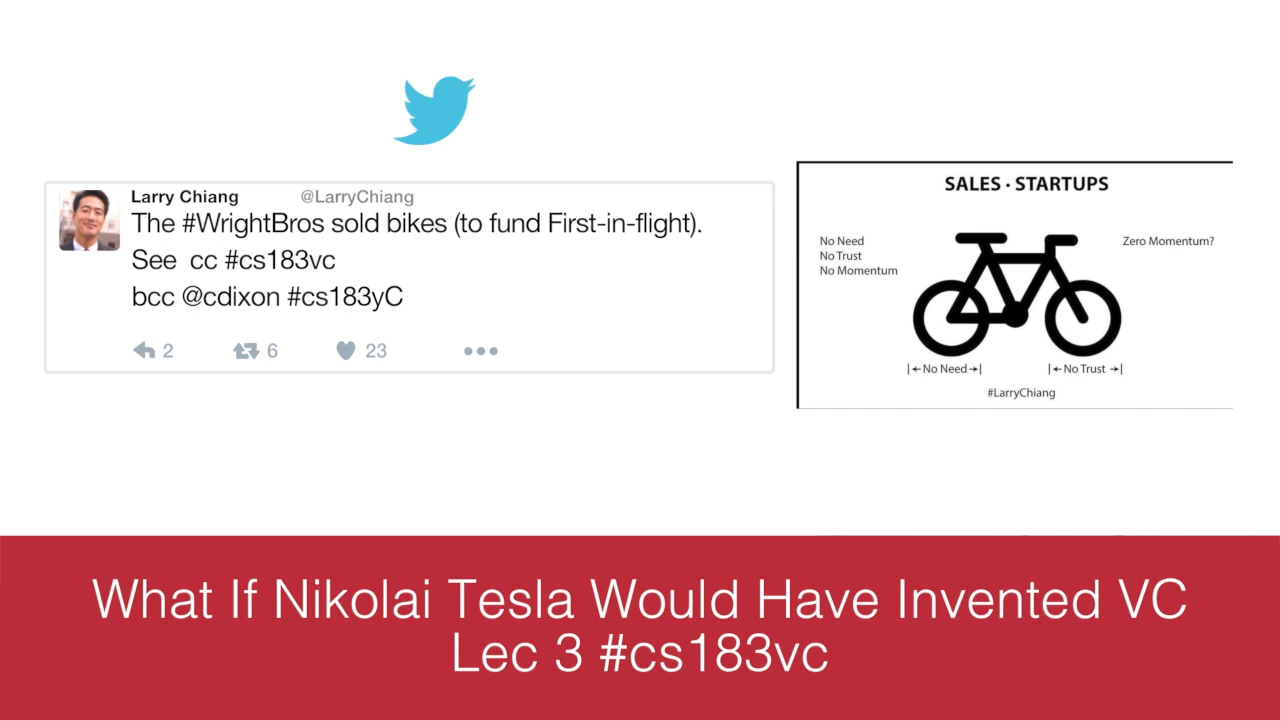 Larry Chiang @LarryChiang
The #WrightBros sold bikes (to fund First-in-flight).
See cc #cs183vc
bcc @cdixon #cs183yC
2 6 23
SALES · STARTUPS
No Need
No Trust
No Momentum
Zero Momentum?
|←No Need→| |←No Trust→|
#LarryChiang
What If Nikolai Tesla Would Have Invented VC
Lec 3 #cs183vc